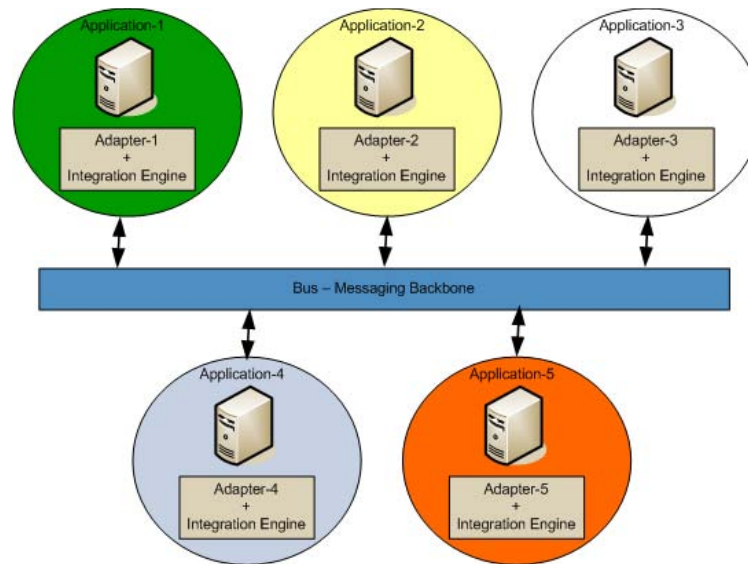 Application-1
Adapter-1
+
Integration Engine
Application-2
Adapter-2
+
Integration Engine
Application-3
Adapter-3
+
Integration Engine
Bus – Messaging Backbone
Application-4
Adapter-4
+
Integration Engine
Application-5
Adapter-5
+
Integration Engine